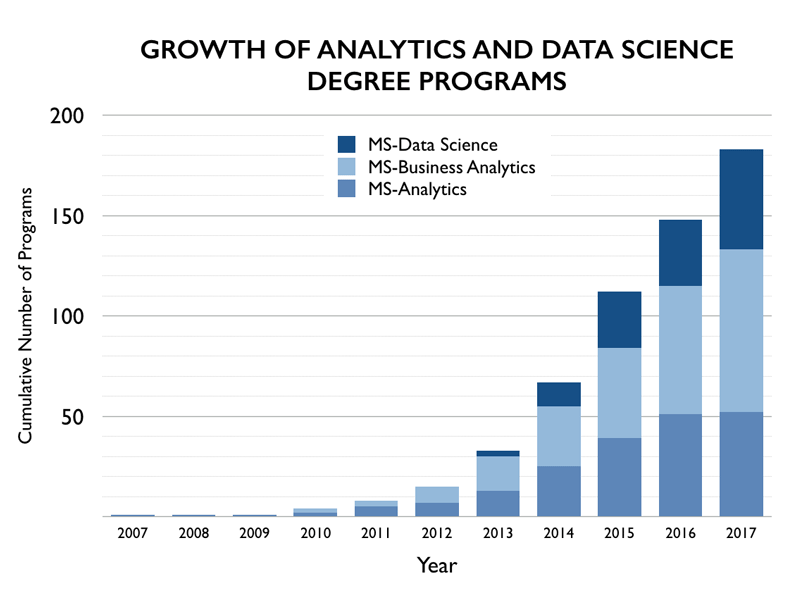 GROWTH OF ANALYTICS AND DATA SCIENCE
DEGREE PROGRAMS
Cumulative Number of Programs
200
150
100
50
MS-Data Science
MS-Business Analytics
MS-Analytics
2007 2008 2009 2010 2011 2012 2013 2014 2015 2016 2017
Year